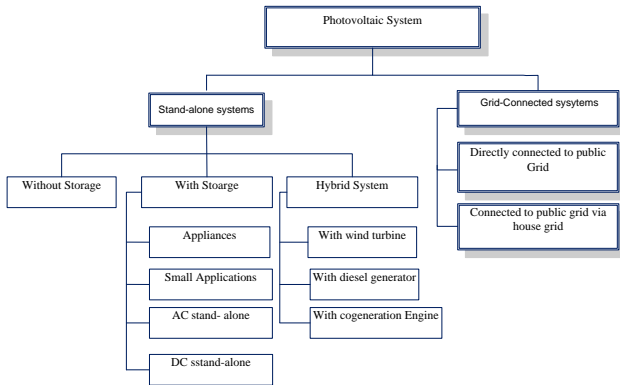 Photovoltaic System
Stand-alone systems
Grid-Connected sysytems
Directly connected to public
Grid
Connected to public grid via
house grid
Without Storage
With Stoarge
Hybrid System
Appliances
Small Applications
AC stand- alone
DC sstand-alone
With wind turbine
With diesel generator
With cogeneration Engine